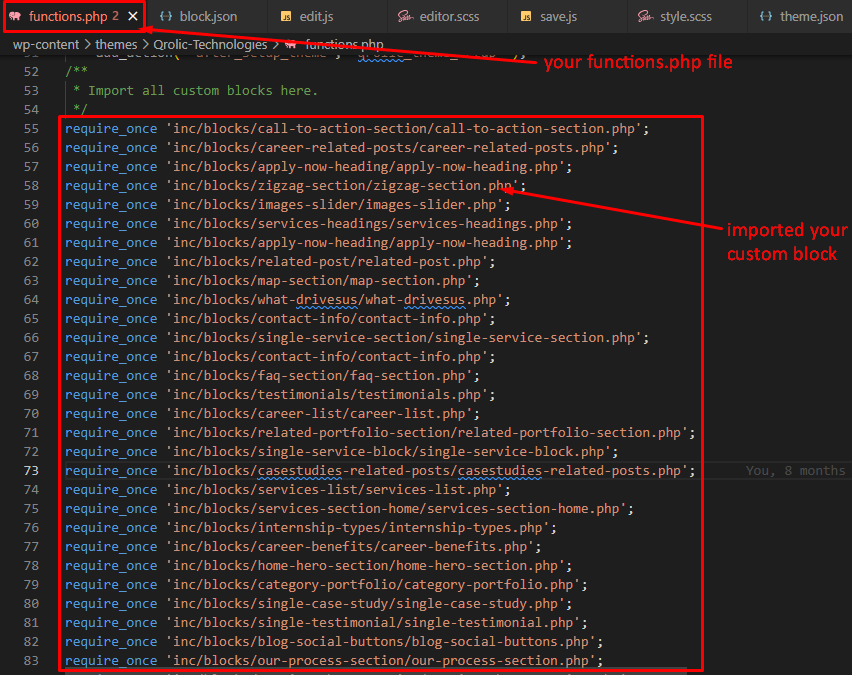 functions.php 2 × block.json edit.js editor.scss save.js style.scss theme.json
wp-content > themes > Qrolic-Technologies > functions.php
your functions.php file
52 /**
53 * Import all custom blocks here.
54 */
55 require_once 'inc/blocks/call-to-action-section/call-to-action-section.php';
56 require_once 'inc/blocks/career-related-posts/career-related-posts.php';
57 require_once 'inc/blocks/apply-now-heading/apply-now-heading.php';
58 require_once 'inc/blocks/zigzag-section/zigzag-section.php';
59 require_once 'inc/blocks/images-slider/images-slider.php';
60 require_once 'inc/blocks/services-headings/services-headings.php';
imported your
61 require_once 'inc/blocks/apply-now-heading/apply-now-heading.php';
custom block
62 require_once 'inc/blocks/related-post/related-post.php';
63 require_once 'inc/blocks/map-section/map-section.php';
64 require_once 'inc/blocks/what-drivesus/what-drivesus.php';
65 require_once 'inc/blocks/contact-info/contact-info.php';
66 require_once 'inc/blocks/single-service-section/single-service-section.php';
67 require_once 'inc/blocks/contact-info/contact-info.php';
68 require_once 'inc/blocks/faq-section/faq-section.php';
69 require_once 'inc/blocks/testimonials/testimonials.php';
70 require_once 'inc/blocks/career-list/career-list.php';
71 require_once 'inc/blocks/related-portfolio-section/related-portfolio-section.php';
72 require_once 'inc/blocks/single-service-block/single-service-block.php';
73 require_once 'inc/blocks/casestudies-related-posts/casestudies-related-posts.php'; You, 8 months
74 require_once 'inc/blocks/services-list/services-list.php';
75 require_once 'inc/blocks/services-section-home/services-section-home.php';
76 require_once 'inc/blocks/internship-types/internship-types.php';
77 require_once 'inc/blocks/career-benefits/career-benefits.php';
78 require_once 'inc/blocks/home-hero-section/home-hero-section.php';
79 require_once 'inc/blocks/category-portfolio/category-portfolio.php';
80 require_once 'inc/blocks/single-case-study/single-case-study.php';
81 require_once 'inc/blocks/single-testimonial/single-testimonial.php';
82 require_once 'inc/blocks/blog-social-buttons/blog-social-buttons.php';
83 require_once 'inc/blocks/our-process-section/our-process-section.php';